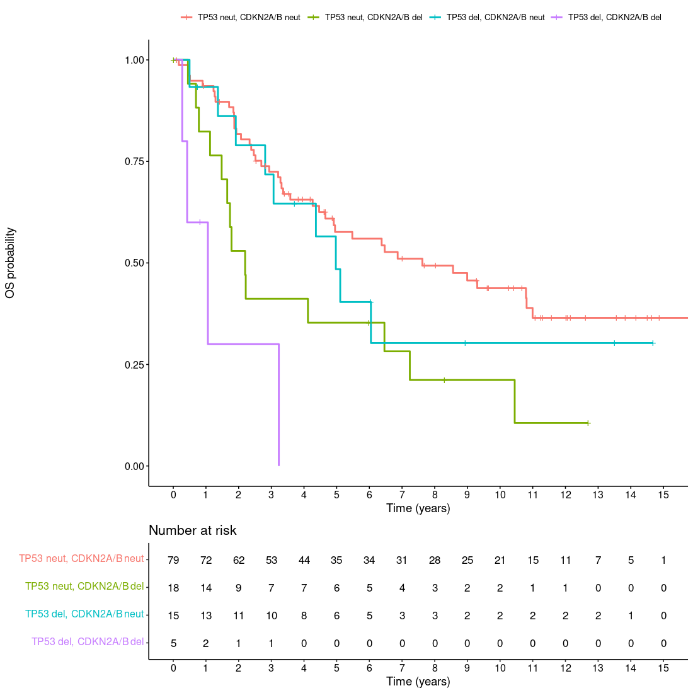 TP53 neut, CDKN2A/B neut TP53 neut, CDKN2A/B del TP53 del, CDKN2A/B neut TP53 del, CDKN2A/B del
1.00
0.75
0.50
0.25
0.00
OS probability
0 1 2 3 4 5 6 7 8 9 10 11 12 13 14 15
Time (years)
Number at risk
TP53 neut, CDKN2A/B neut 79 72 62 53 44 35 34 31 28 25 21 15 11 7 5 1
TP53 neut, CDKN2A/B del 18 14 9 7 7 6 5 4 3 2 2 1 1 0 0 0
TP53 del, CDKN2A/B neut 15 13 11 10 8 6 5 3 3 2 2 2 2 2 1 0
TP53 del, CDKN2A/B del 5 2 1 1 0 0 0 0 0 0 0 0 0 0 0 0
0 1 2 3 4 5 6 7 8 9 10 11 12 13 14 15
Time (years)